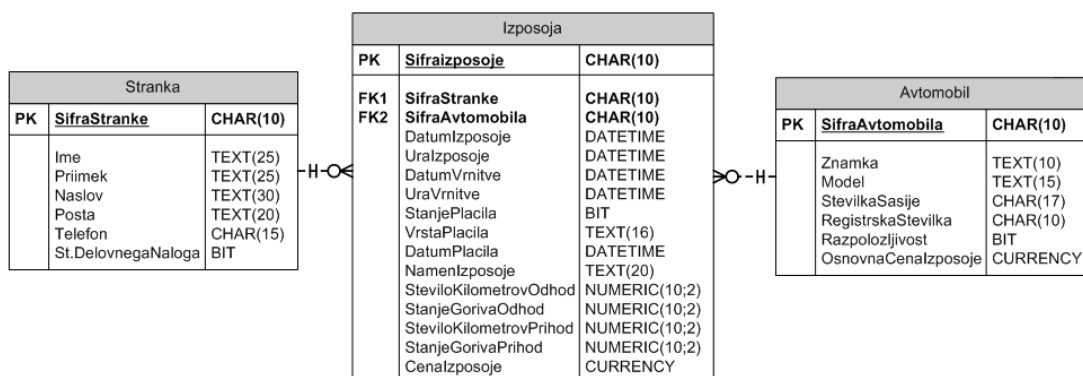 Stranka
PK SifraStranke CHAR(10)
Ime TEXT(25)
Priimek TEXT(25)
Naslov TEXT(30)
Posta TEXT(20)
Telefon CHAR(15)
St.DelovnegaNaloga BIT
Izposoja
PK Sifraizposoje CHAR(10)
FK1 SifraStranke CHAR(10)
FK2 SifraAvtomobila CHAR(10)
DatumIzposoje DATETIME
UraIzposoje DATETIME
DatumVrnitve DATETIME
UraVrnitve DATETIME
StanjePlacila BIT
VrstaPlacila TEXT(16)
DatumPlacila DATETIME
NamenIzposoje TEXT(20)
SteviloKilometrovOdhod NUMERIC(10;2)
StanjeGorivaOdhod NUMERIC(10;2)
SteviloKilometrovPrihod NUMERIC(10;2)
StanjeGorivaPrihod NUMERIC(10;2)
CenaIzposoje CURRENCY
Avtomobil
PK SifraAvtomobila CHAR(10)
Znamka TEXT(10)
Model TEXT(15)
StevilkaSasije CHAR(17)
RegistrskaStevilka CHAR(10)
Razpolozljivost BIT
OsnovnaCenaIzposoje CURRENCY